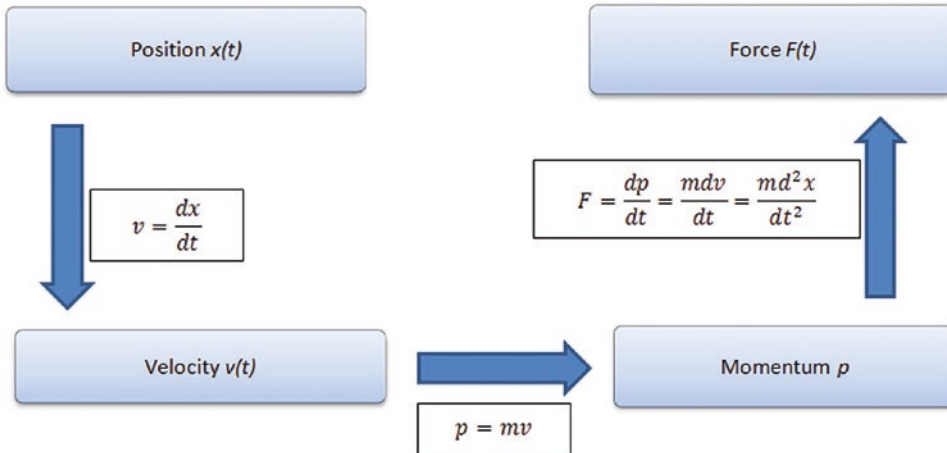 Position x(t)
Force F(t)
v = dx/dt
F = dp/dt = mdv/dt = md²x/dt²
Velocity v(t)
Momentum p
p = mv